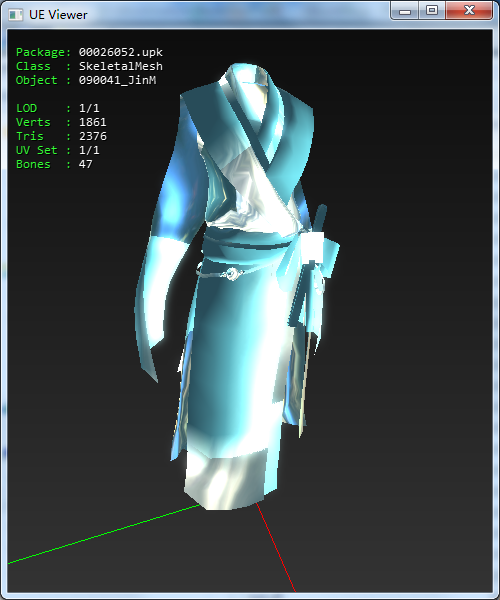 UE Viewer
Package: 00026052.upk
Class : SkeletalMesh
Object : 090041_JinM
LOD : 1/1
Verts : 1861
Tris : 2376
UV Set : 1/1
Bones : 47